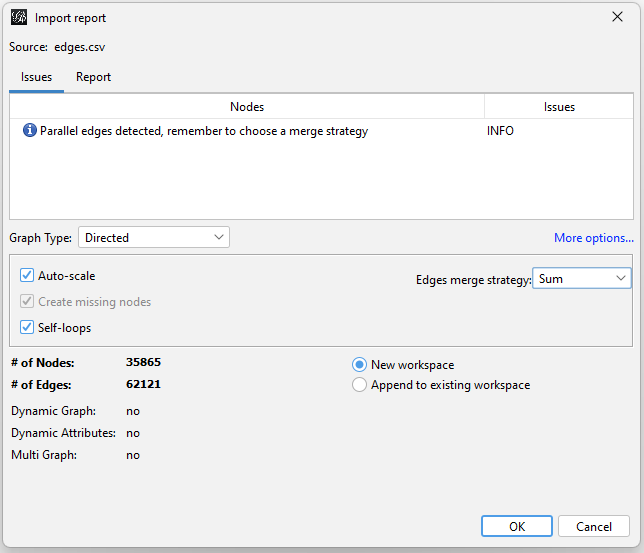 Import report
Source: edges.csv
Issues Report
Nodes Issues
Parallel edges detected, remember to choose a merge strategy INFO
Graph Type: Directed More options...
Auto-scale
Edges merge strategy: Sum
Create missing nodes
Self-loops
# of Nodes: 35865 New workspace
# of Edges: 62121 Append to existing workspace
Dynamic Graph: no
Dynamic Attributes: no
Multi Graph: no
OK Cancel